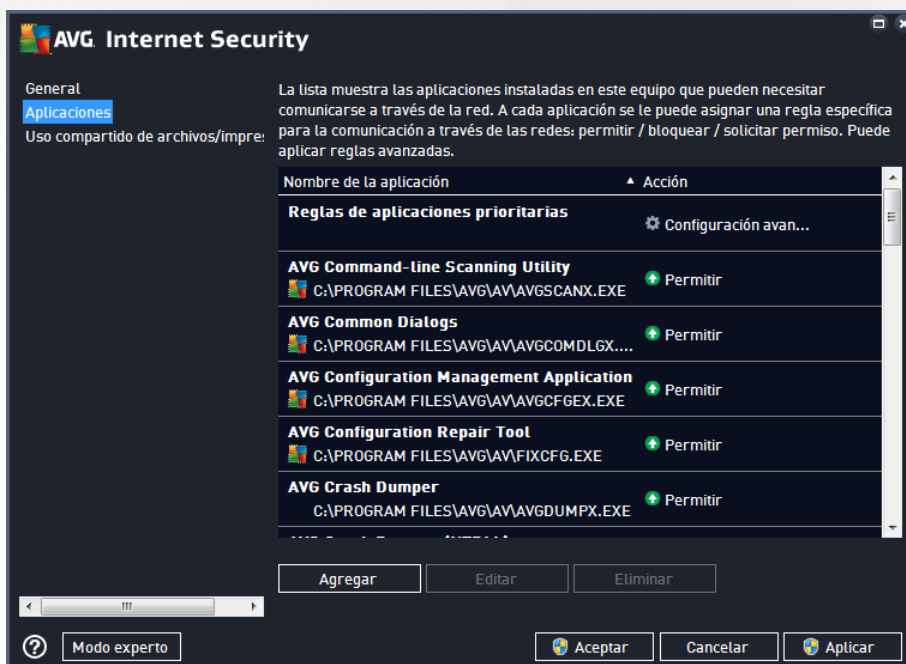 AVG Internet Security
General
Aplicaciones
Uso compartido de archivos/impre
La lista muestra las aplicaciones instaladas en este equipo que pueden necesitar
comunicarse a través de la red. A cada aplicación se le puede asignar una regla específica
para la comunicación a través de las redes: permitir / bloquear / solicitar permiso. Puede
aplicar reglas avanzadas.
Nombre de la aplicación Acción
Reglas de aplicaciones prioritarias
Configuración avan...
AVG Command-line Scanning Utility
C:\PROGRAM FILES\AVG\AV\AVGSCANX.EXE
Permitir
AVG Common Dialogs
C:\PROGRAM FILES\AVG\AV\AVGCOMDLGX....
Permitir
AVG Configuration Management Application
C:\PROGRAM FILES\AVG\AV\AVGCFGEX.EXE
Permitir
AVG Configuration Repair Tool
C:\PROGRAM FILES\AVG\AV\FIXCFG.EXE
Permitir
AVG Crash Dumper
C:\PROGRAM FILES\AVG\AV\AVGDUMPX.EXE
Permitir
Agregar Editar Eliminar
Modo experto Aceptar Cancelar Aplicar